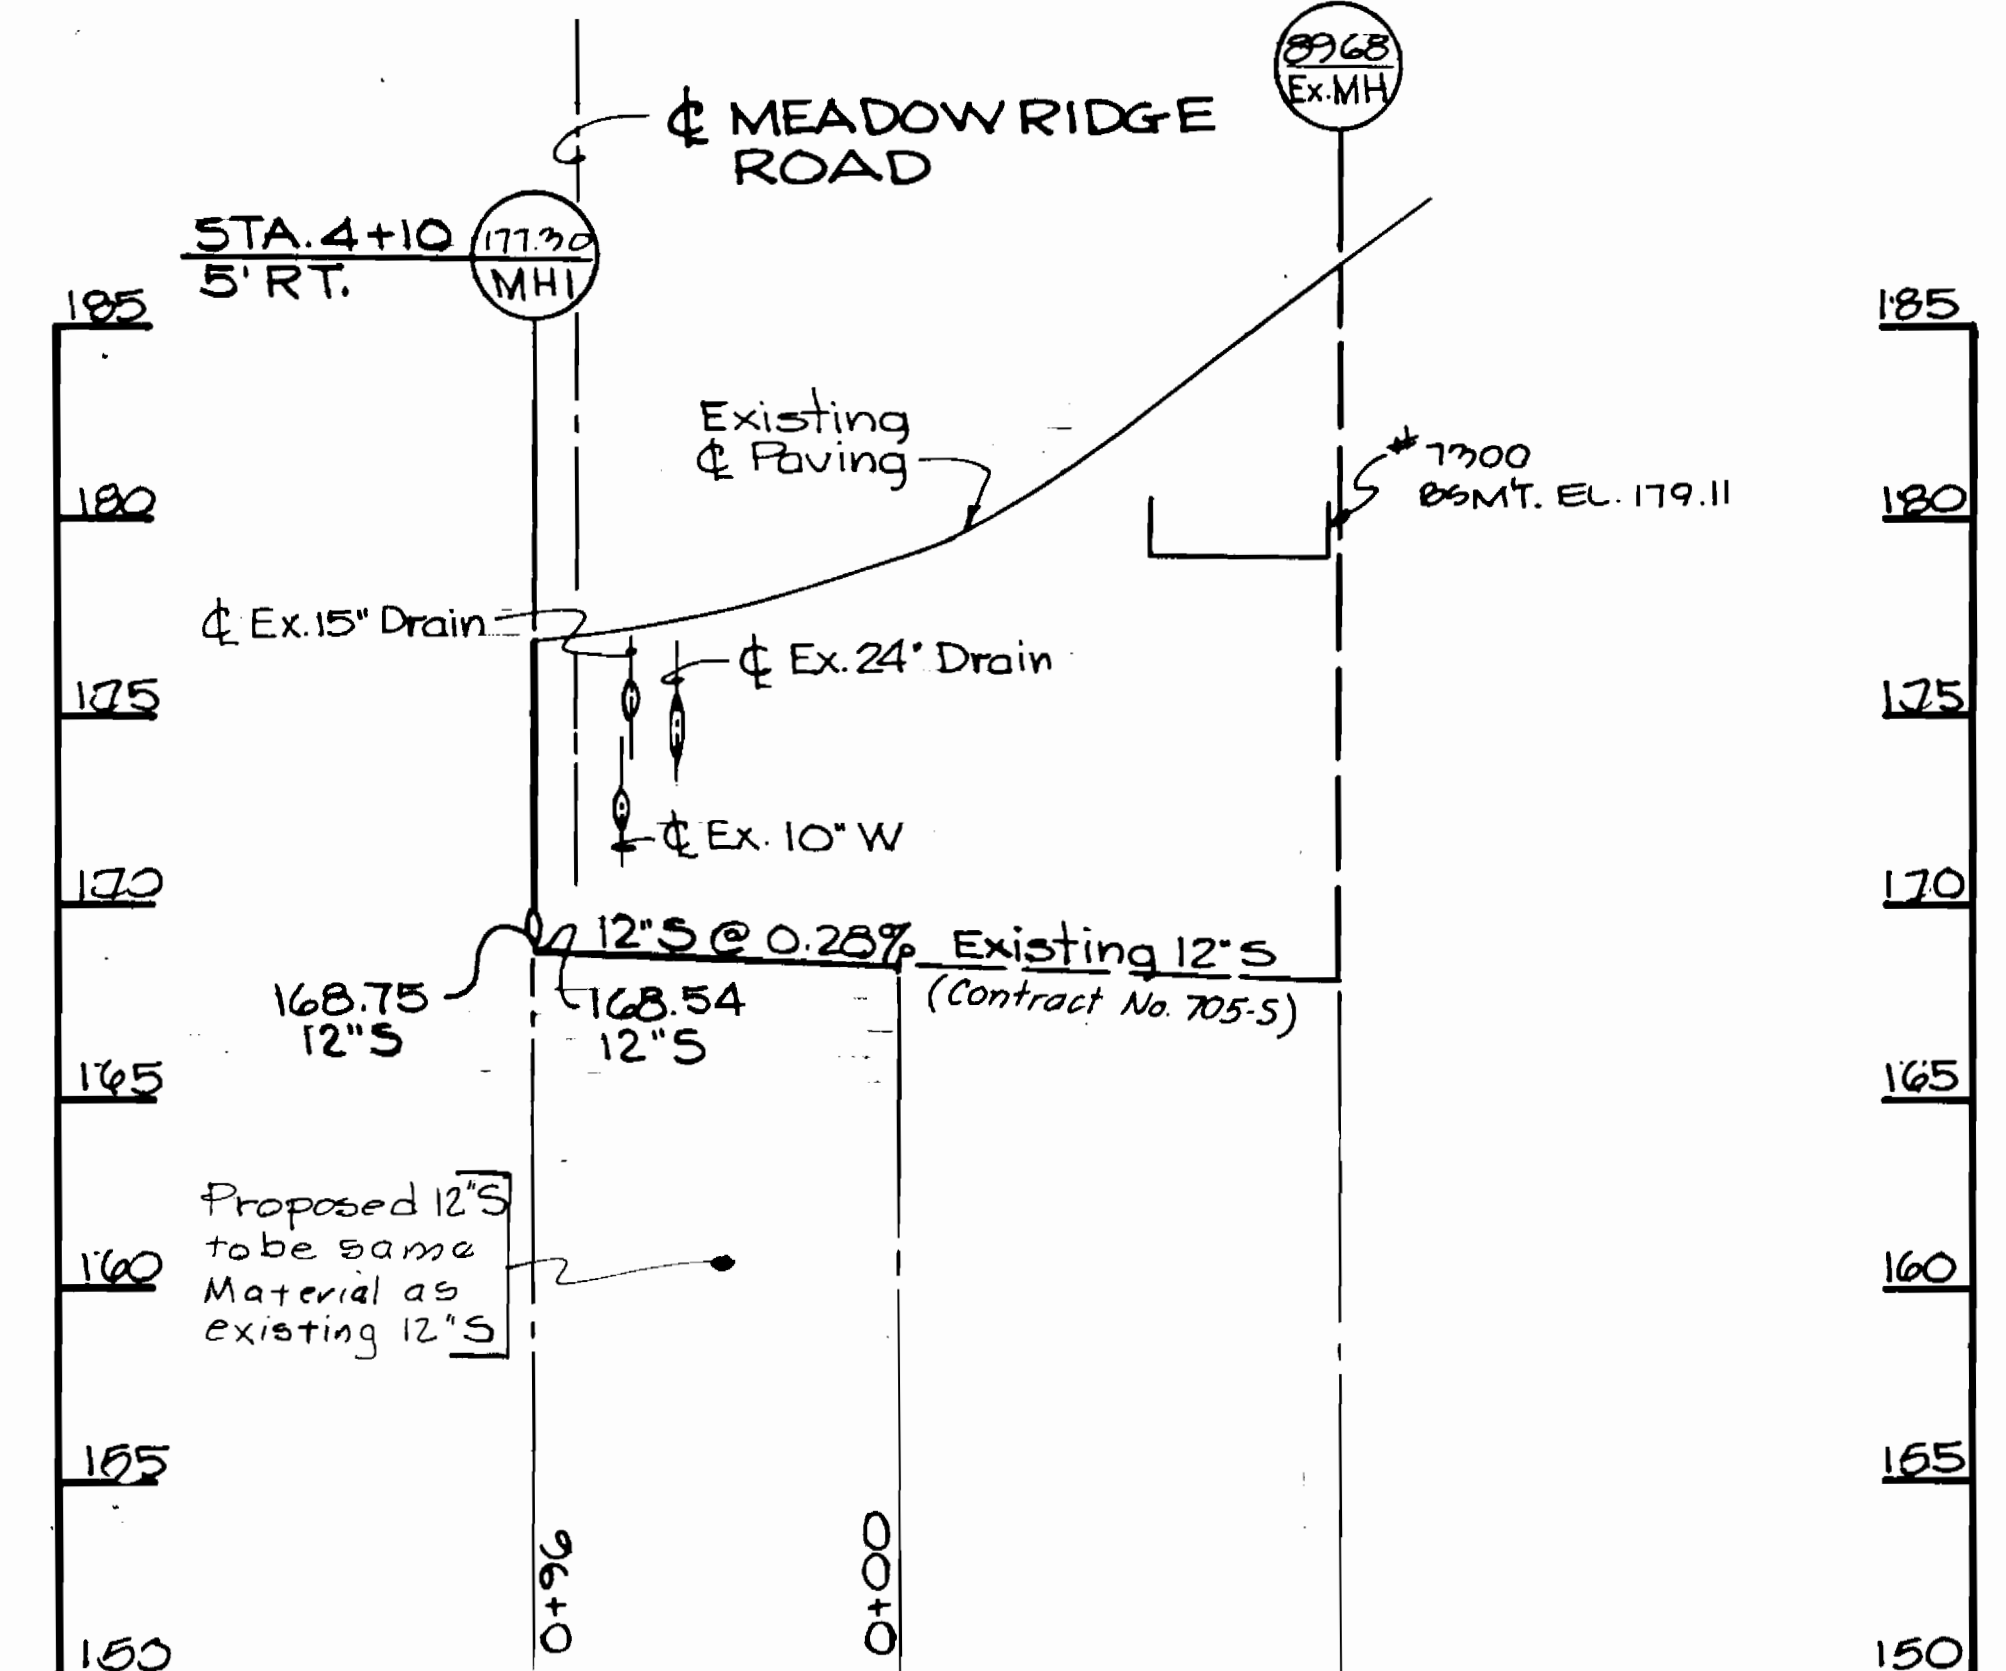 8968
Ex.MH
℄ MEADOW RIDGE
ROAD
STA. 4+10
5' RT.
177.30
MH1
185
185
Existing
℄ Paving
#7300
BSMT. EL. 179.11
180
180
℄ Ex. 15" Drain
℄ Ex. 24" Drain
175
175
℄ Ex. 10" W
170
170
12"S @ 0.28%
Existing 12"S
(Contract No. 705-S)
168.75
12"S
168.54
12"S
165
165
Proposed 12"S
to be same
Material as
existing 12"S
160
160
155
155
0+96
0+00
150
150